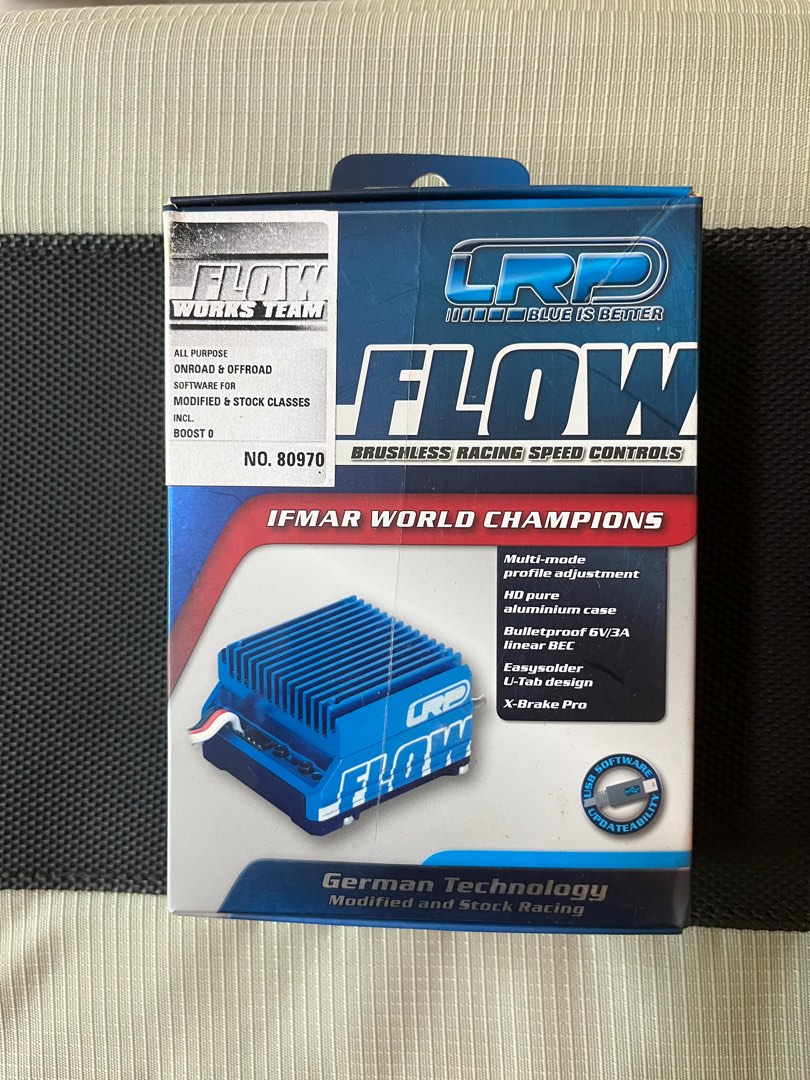 FLOW
WORKS TEAM
ALL PURPOSE
ONROAD & OFFROAD
SOFTWARE FOR
MODIFIED & STOCK CLASSES
INCL.
BOOST 0
NO. 80970
LRP
BLUE IS BETTER
FLOW
BRUSHLESS RACING SPEED CONTROLS
IFMAR WORLD CHAMPIONS
Multi-mode
profile adjustment
HD pure
aluminium case
Bulletproof 6V/3A
linear BEC
Easysolder
U-Tab design
X-Brake Pro
LRP
FLOW
USB SOFTWARE
UPDATEABILITY
German Technology
Modified and Stock Racing